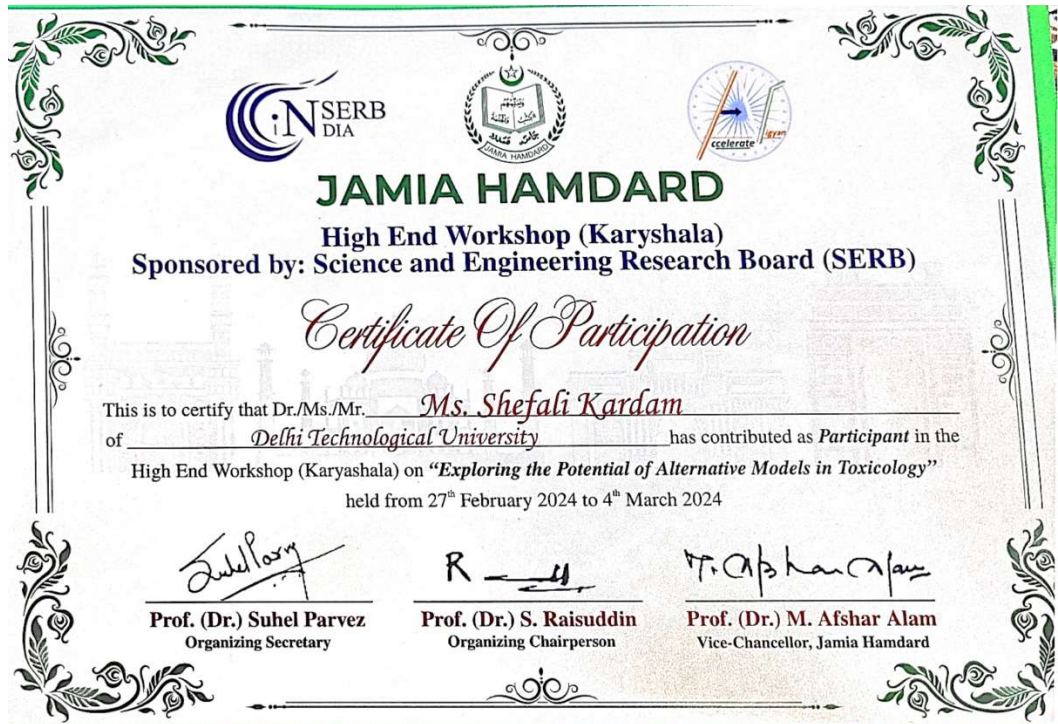 iN SERB
DIA
JAMIA HAMDARD
ccelerate
igyan
JAMIA HAMDARD
High End Workshop (Karyshala)
Sponsored by: Science and Engineering Research Board (SERB)
Certificate Of Participation
This is to certify that Dr./Ms./Mr. Ms. Shefali Kardam
of Delhi Technological University has contributed as Participant in the
High End Workshop (Karyashala) on “Exploring the Potential of Alternative Models in Toxicology”
held from 27th February 2024 to 4th March 2024
Prof. (Dr.) Suhel Parvez
Organizing Secretary
Prof. (Dr.) S. Raisuddin
Organizing Chairperson
Prof. (Dr.) M. Afshar Alam
Vice-Chancellor, Jamia Hamdard